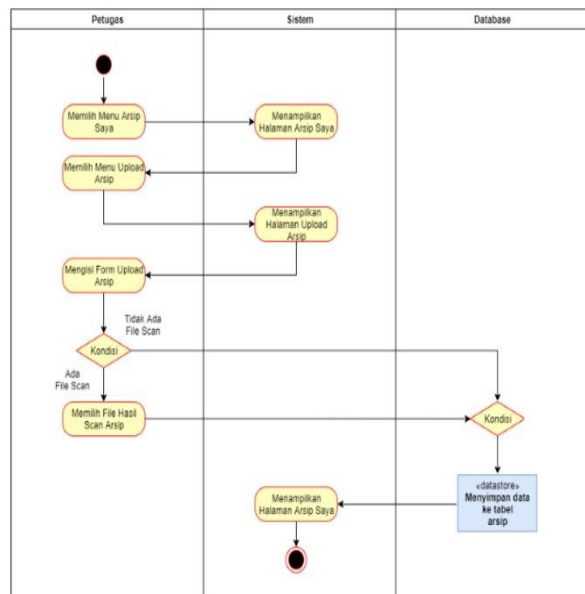 Petugas
Sistem
Database
Memilih Menu Arsip
Saya
Menampilkan
Halaman Arsip Saya
Memilih Menu Upload
Arsip
Menampilkan
Halaman Upload
Arsip
Mengisi Form Upload
Arsip
Tidak Ada
File Scan
Kondisi
Ada
File Scan
Memilih File Hasil
Scan Arsip
Kondisi
«datastore»
Menyimpan data
ke tabel
arsip
Menampilkan
Halaman Arsip Saya